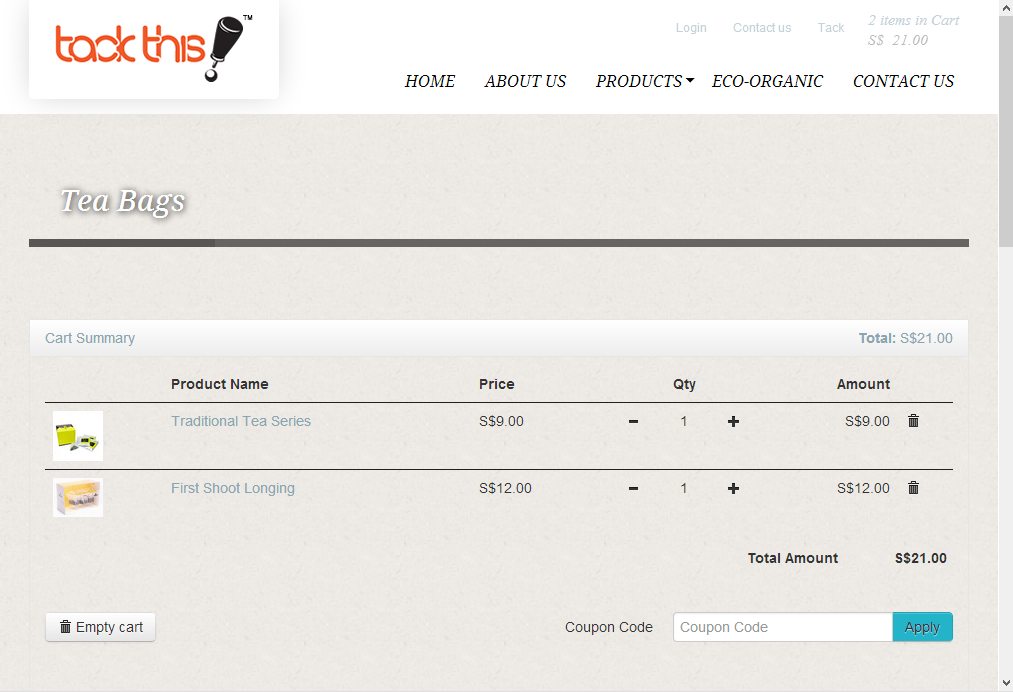 tack this
TM
Login Contact us Tack 2 items in Cart
S$ 21.00
HOME ABOUT US PRODUCTS ECO-ORGANIC CONTACT US
Tea Bags
Cart Summary Total: S$21.00
Product Name Price Qty Amount
Traditional Tea Series S$9.00 1 S$9.00
First Shoot Longing S$12.00 1 S$12.00
Total Amount S$21.00
Empty cart Coupon Code Coupon Code Apply